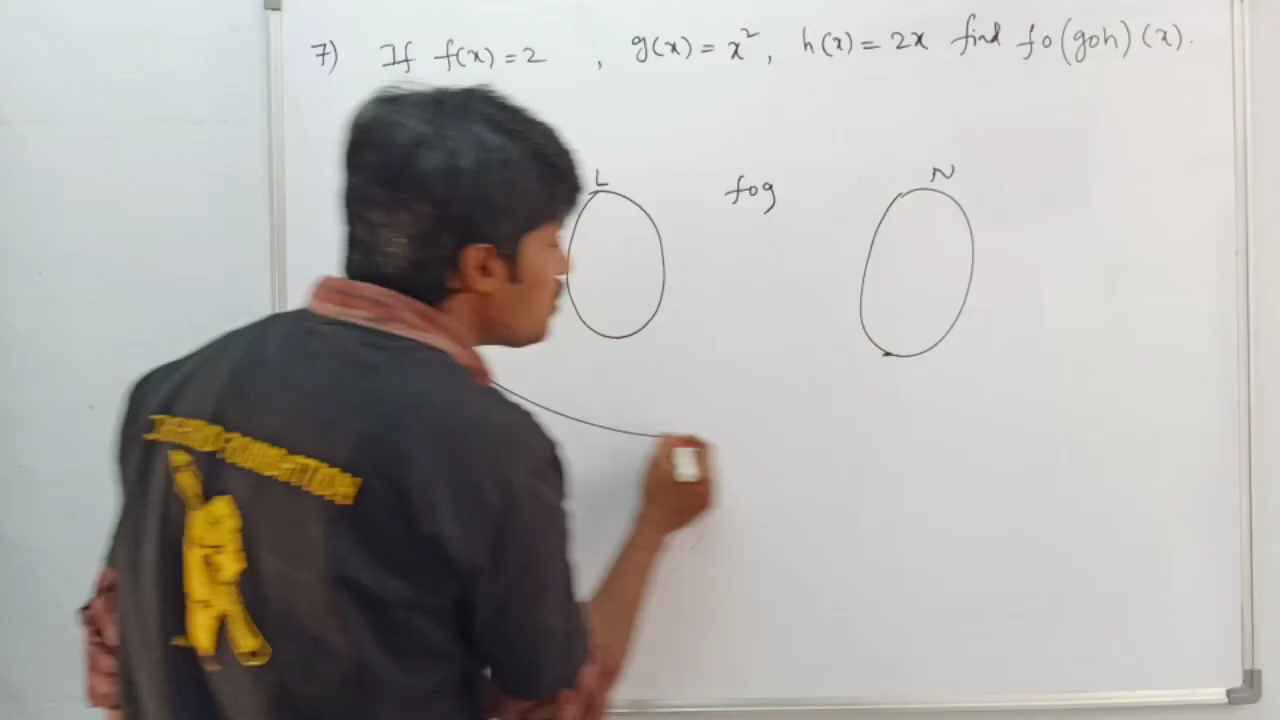 7) If f(x) = 2 , g(x) = x², h(x) = 2x find fo(goh)(x).
L fog N